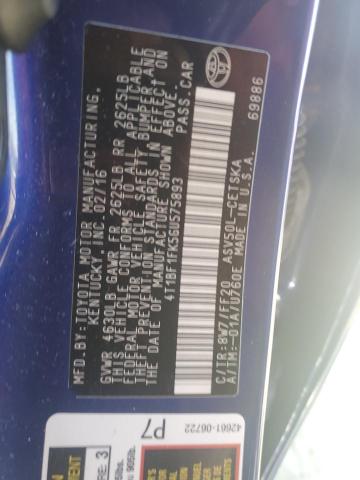 MFD.BY:TOYOTA MOTOR MANUFACTURING,
KENTUCKY, INC. 02/16
GVWR 4630LB GAWR FR 2625LB RR 2625LB
THIS VEHICLE CONFORMS TO ALL APPLICABLE
FEDERAL MOTOR VEHICLE SAFETY, BUMPER, AND
THEFT PREVENTION STANDARDS IN EFFECT ON
THE DATE OF MANUFACTURE SHOWN ABOVE.
4T1BF1FK5GU575893 PASS.CAR
C/TR:8W7/FF20 ASV50L-CETSKA
A/TM:-01A/U760E MADE IN U.S.A.
69886
42661-06722
P7